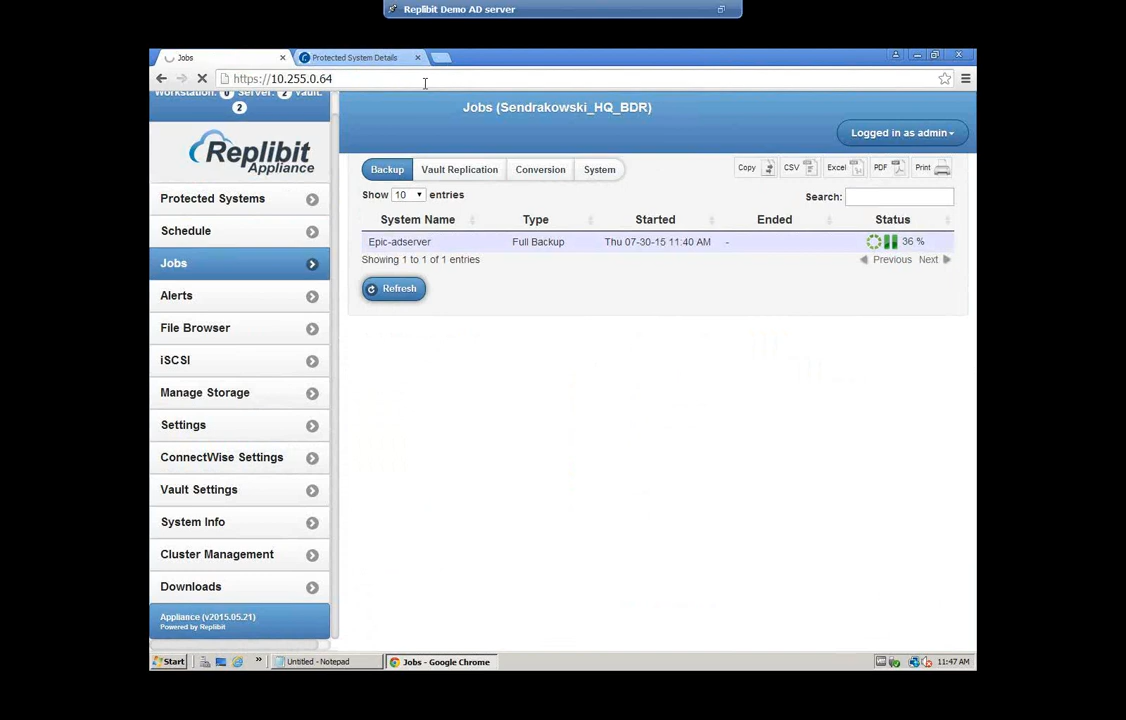 Replibit Demo AD server
Jobs
Protected System Details
https://10.255.0.64
Workstation: 0 Server: 2 Vault:
2
Jobs (Sendrakowski_HQ_BDR)
Logged in as admin
Replibit
Appliance
Backup
Vault Replication
Conversion
System
Copy
CSV
Excel
PDF
Print
Show 10 entries
Search:
System Name
Type
Started
Ended
Status
Epic-adserver
Full Backup
Thu 07-30-15 11:40 AM
-
36 %
Showing 1 to 1 of 1 entries
Previous
Next
Refresh
Protected Systems
Schedule
Jobs
Alerts
File Browser
iSCSI
Manage Storage
Settings
ConnectWise Settings
Vault Settings
System Info
Cluster Management
Downloads
Appliance (v2015.05.21)
Powered by Replibit
Start
»
Untitled - Notepad
Jobs - Google Chrome
11:47 AM